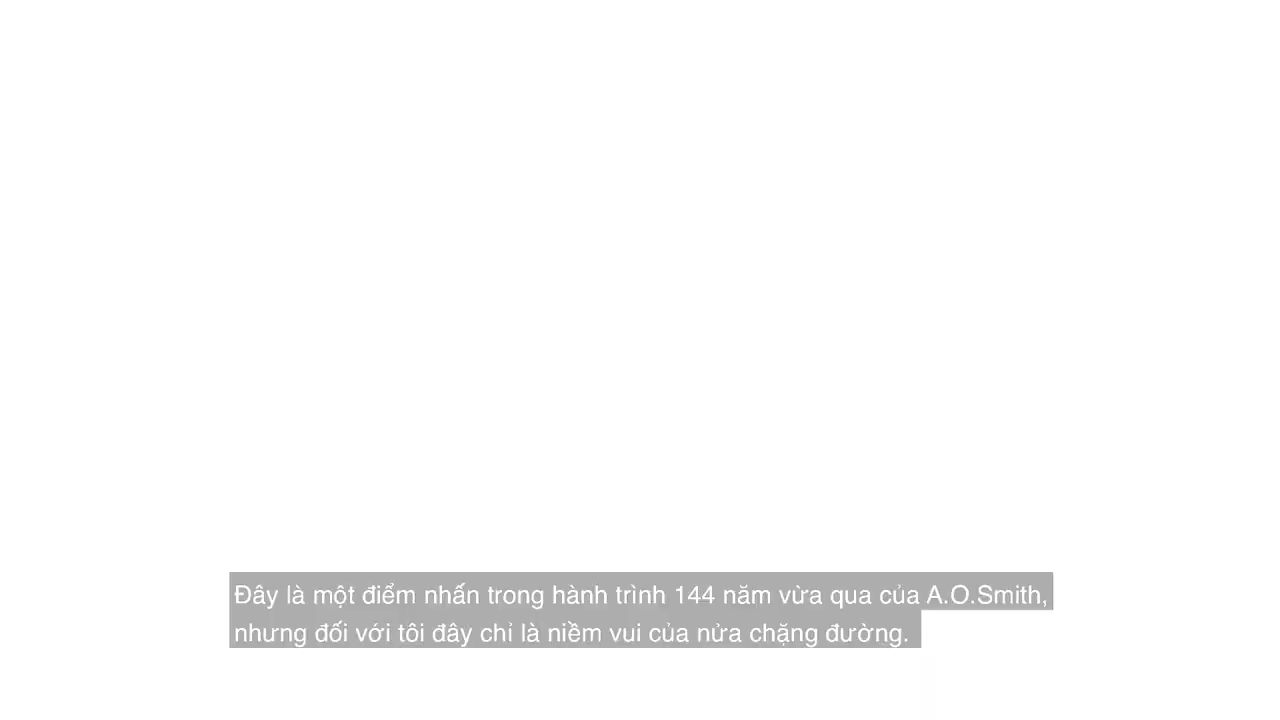 Đây là một điểm nhấn trong hành trình 144 năm vừa qua của A.O.Smith,
nhưng đối với tôi đây chỉ là niềm vui của nửa chặng đường.